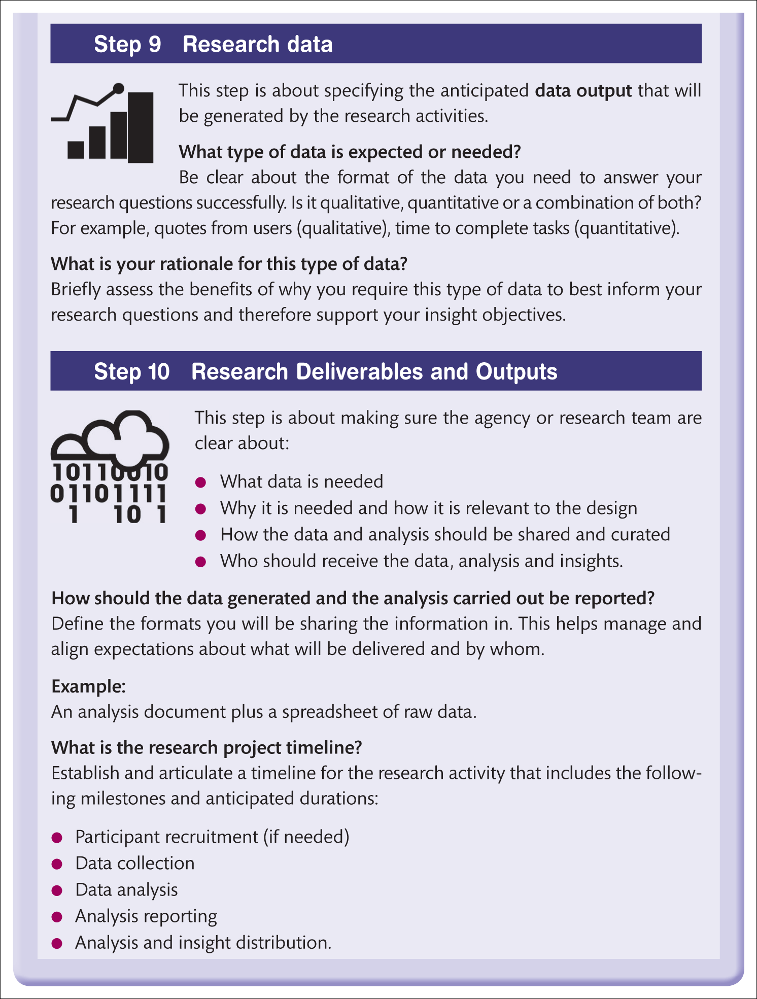 Step 9 Research data
This step is about specifying the anticipated data output that will
be generated by the research activities.
What type of data is expected or needed?
Be clear about the format of the data you need to answer your
research questions successfully. Is it qualitative, quantitative or a combination of both?
For example, quotes from users (qualitative), time to complete tasks (quantitative).
What is your rationale for this type of data?
Briefly assess the benefits of why you require this type of data to best inform your
research questions and therefore support your insight objectives.
Step 10 Research Deliverables and Outputs
10110010
01101111
1 10 1
This step is about making sure the agency or research team are
clear about:
● What data is needed
● Why it is needed and how it is relevant to the design
● How the data and analysis should be shared and curated
● Who should receive the data, analysis and insights.
How should the data generated and the analysis carried out be reported?
Define the formats you will be sharing the information in. This helps manage and
align expectations about what will be delivered and by whom.
Example:
An analysis document plus a spreadsheet of raw data.
What is the research project timeline?
Establish and articulate a timeline for the research activity that includes the follow-
ing milestones and anticipated durations:
● Participant recruitment (if needed)
● Data collection
● Data analysis
● Analysis reporting
● Analysis and insight distribution.